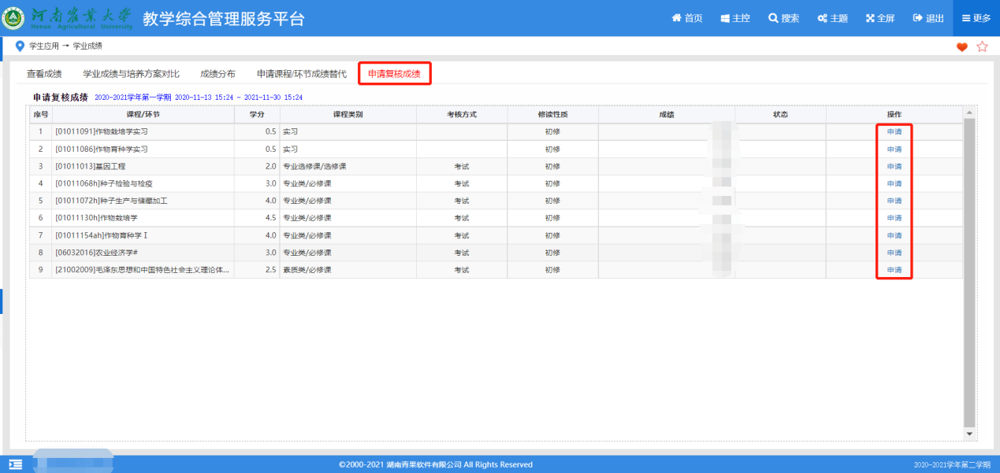 河南农业大学 教学综合管理服务平台 首页 主控 搜索 主题 全屏 退出 更多
Henan Agricultural University
学生应用 → 学业成绩
查看成绩 学业成绩与培养方案对比 成绩分布 申请课程/环节成绩替代 申请复核成绩
申请复核成绩 2020-2021学年第一学期 2020-11-13 15:24 - 2021-11-30 15:24
序号 课程/环节 学分 课程类别 考核方式 修读性质 成绩 状态 操作
1 [01011091]作物栽培学实习 0.5 实习 初修 申请
2 [01011086]作物育种学实习 0.5 实习 初修 申请
3 [01011013]基因工程 2.0 专业选修课/选修课 考试 初修 申请
4 [01011068h]种子检验与检疫 3.0 专业类/必修课 考试 初修 申请
5 [01011072h]种子生产与储藏加工 4.0 专业类/必修课 考试 初修 申请
6 [01011130h]作物栽培学 4.5 专业类/必修课 考试 初修 申请
7 [01011154ah]作物育种学Ⅰ 4.0 专业类/必修课 考试 初修 申请
8 [06032016]农业经济学# 3.0 专业类/必修课 考试 初修 申请
9 [21002009]毛泽东思想和中国特色社会主义理论体... 2.5 素质类/必修课 考试 初修 申请
©2000-2021 湖南青果软件有限公司 All Rights Reserved 2020-2021学年第二学期